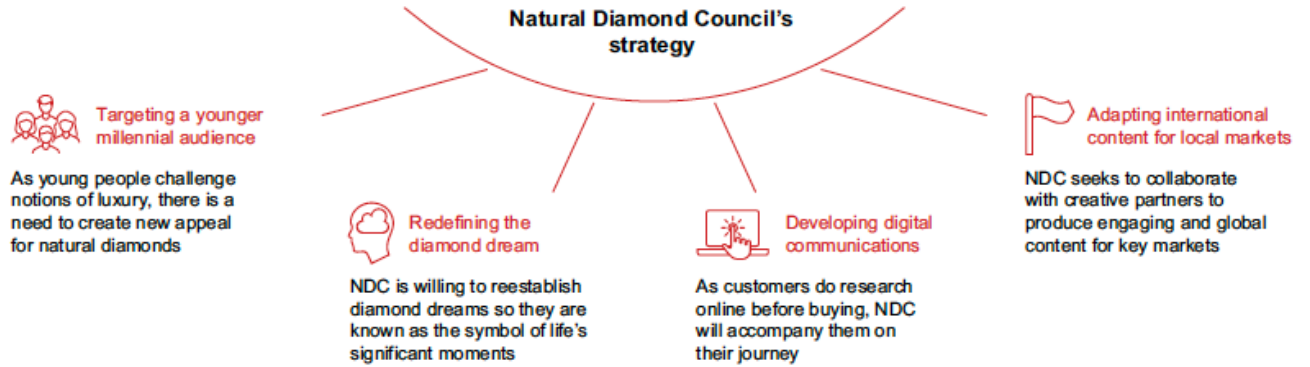 Natural Diamond Council's
strategy
Targeting a younger
millennial audience
As young people challenge
notions of luxury, there is a
need to create new appeal
for natural diamonds
Redefining the
diamond dream
NDC is willing to reestablish
diamond dreams so they are
known as the symbol of life's
significant moments
Developing digital
communications
As customers do research
online before buying, NDC
will accompany them on
their journey
Adapting international
content for local markets
NDC seeks to collaborate
with creative partners to
produce engaging and global
content for key markets